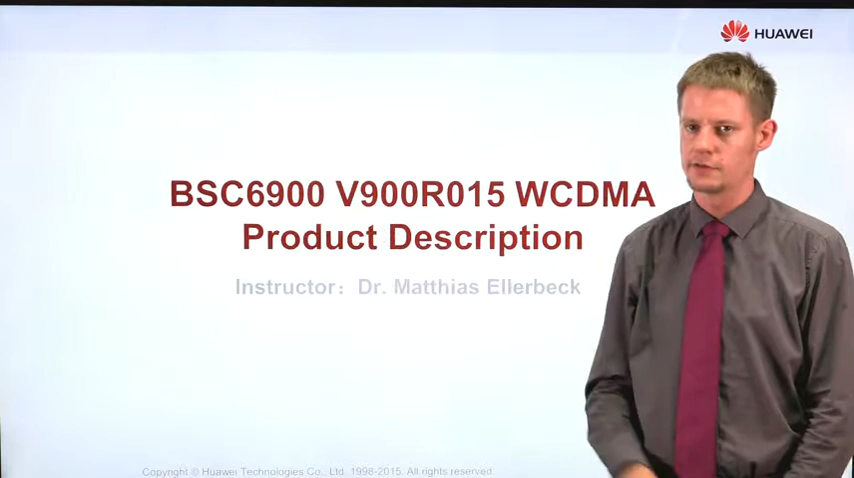 HUAWEI
BSC6900 V900R015 WCDMA
Product Description
Instructor： Dr. Matthias Ellerbeck
Copyright © Huawei Technologies Co., Ltd. 1998-2015. All rights reserved.